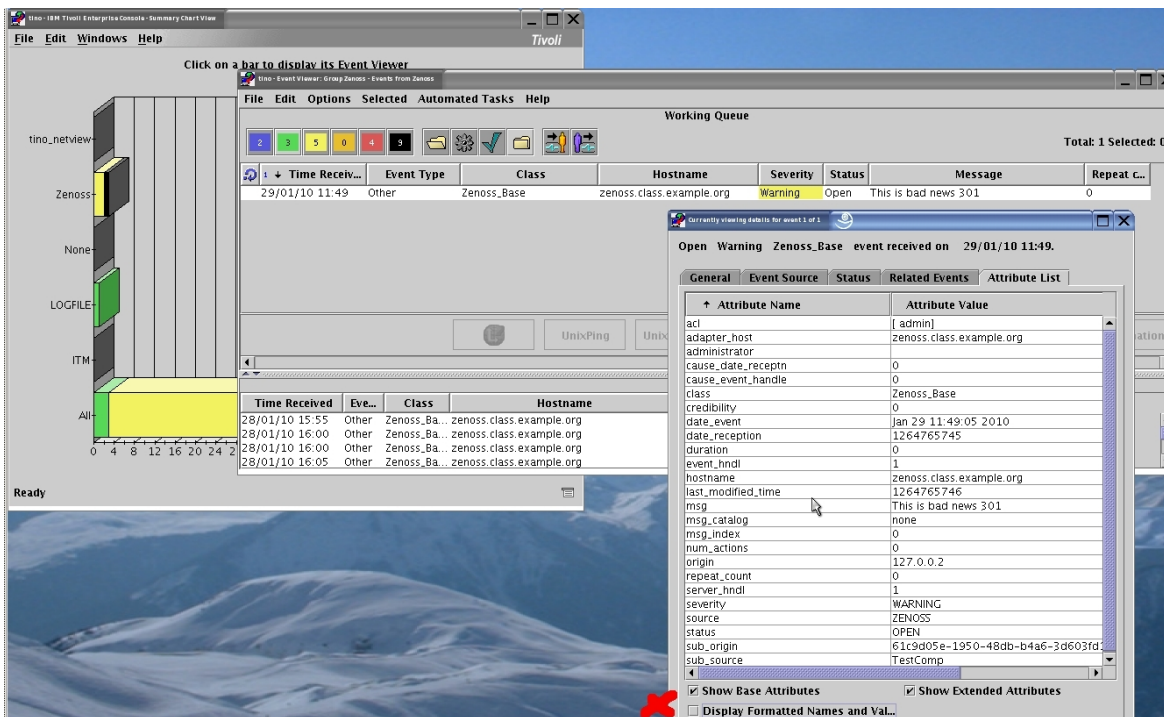 tino - IBM Tivoli Enterprise Console - Summary Chart View
File Edit Windows Help
Tivoli
Click on a bar to display its Event Viewer
tino_netview
Zenoss
None
LOGFILE
ITM
All
0 4 8 12 16 20 24 2
Ready
tino - Event Viewer: Group Zenoss - Events from Zenoss
File Edit Options Selected Automated Tasks Help
Working Queue
2 3 5 0 4 9
Total: 1 Selected: 0
Time Receiv... Event Type Class Hostname Severity Status Message Repeat c...
29/01/10 11:49 Other Zenoss_Base zenoss.class.example.org Warning Open This is bad news 301 0
UnixPing Unix
Time Received Eve... Class Hostname
28/01/10 15:55 Other Zenoss_Ba... zenoss.class.example.org
28/01/10 16:00 Other Zenoss_Ba... zenoss.class.example.org
28/01/10 16:00 Other Zenoss_Ba... zenoss.class.example.org
28/01/10 16:05 Other Zenoss_Ba... zenoss.class.example.org
Currently viewing details for event 1 of 1
Open Warning Zenoss_Base event received on 29/01/10 11:49.
General Event Source Status Related Events Attribute List
Attribute Name Attribute Value
acl [ admin]
adapter_host zenoss.class.example.org
administrator
cause_date_receptn 0
cause_event_handle 0
class Zenoss_Base
credibility 0
date_event Jan 29 11:49:05 2010
date_reception 1264765745
duration 0
event_hndl 1
hostname zenoss.class.example.org
last_modified_time 1264765746
msg This is bad news 301
msg_catalog none
msg_index 0
num_actions 0
origin 127.0.0.2
repeat_count 0
server_hndl 1
severity WARNING
source ZENOSS
status OPEN
sub_origin 61c9d05e-1950-48db-b4a6-3d603fd
sub_source TestComp
Show Base Attributes Show Extended Attributes
Display Formatted Names and Val...